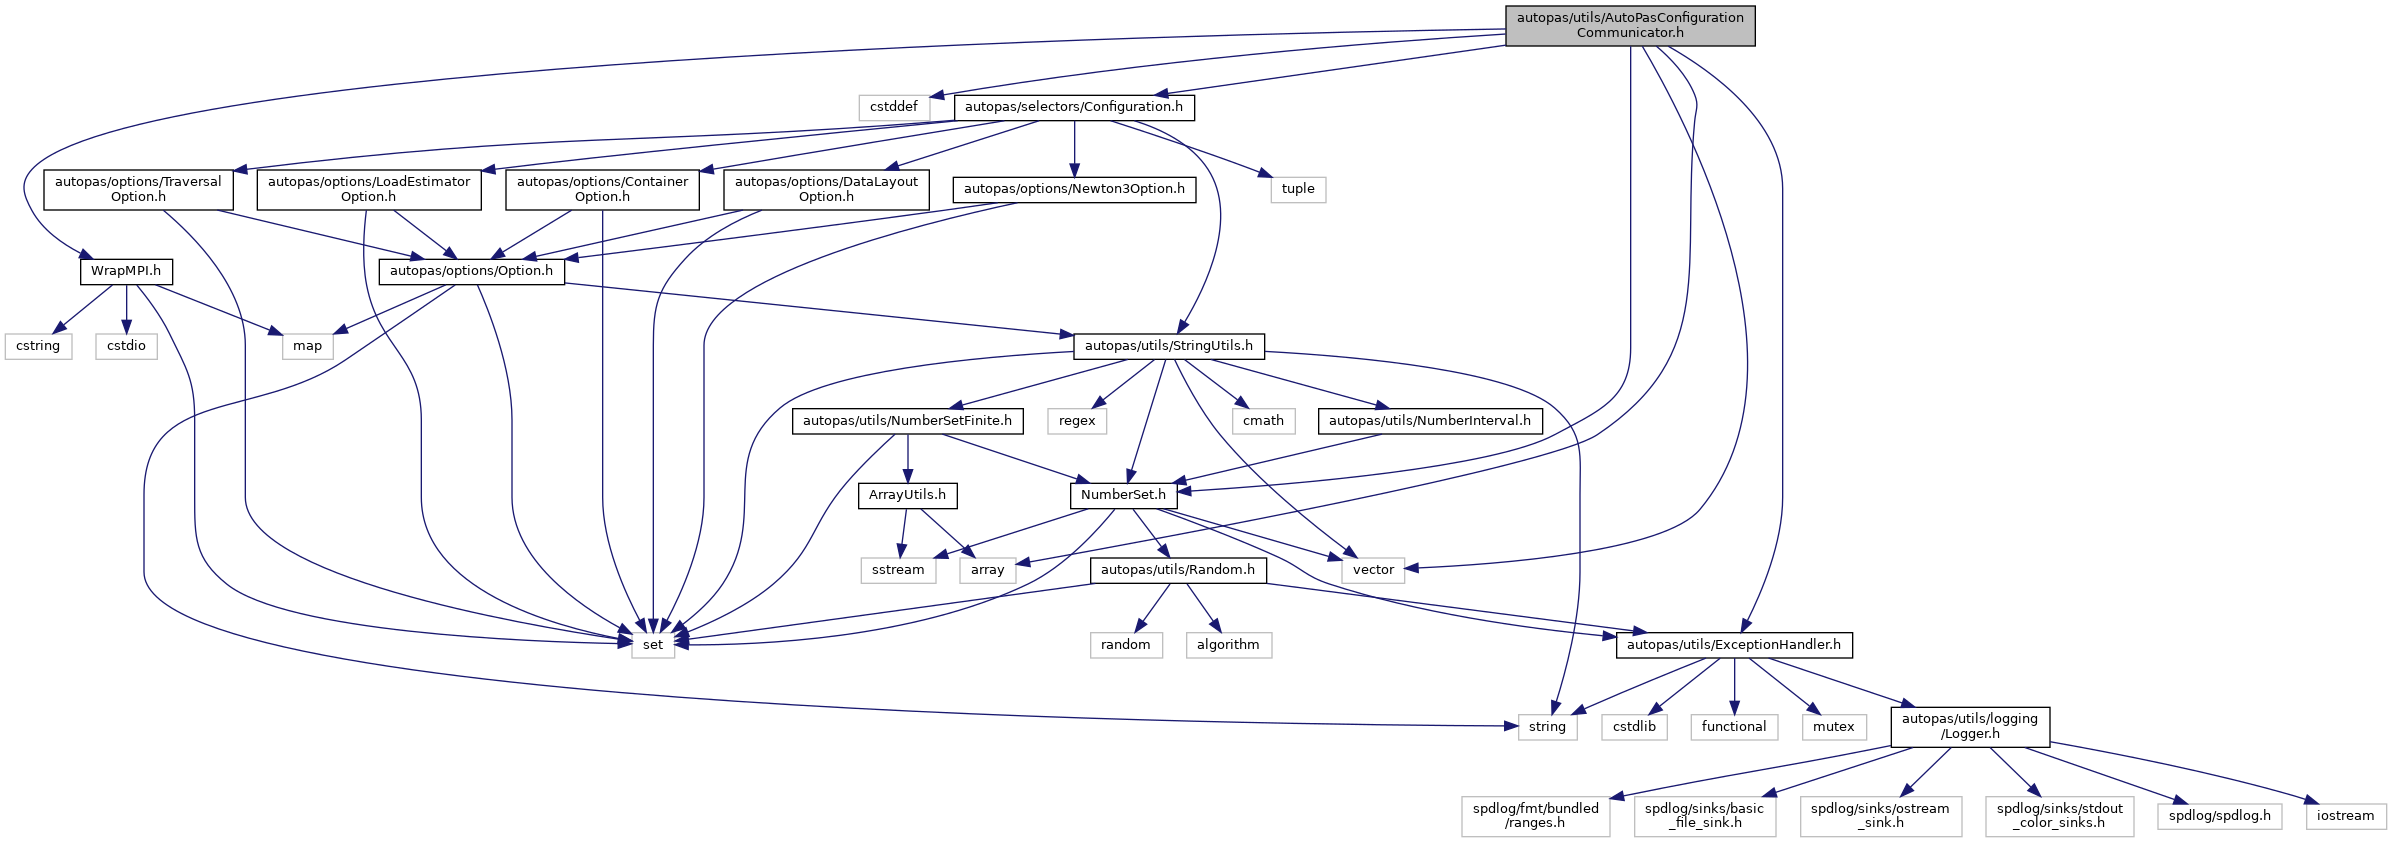 autopas/utils/AutoPasConfiguration
Communicator.h
cstddef
autopas/selectors/Configuration.h
autopas/options/Traversal
Option.h
autopas/options/LoadEstimator
Option.h
autopas/options/Container
Option.h
autopas/options/DataLayout
Option.h
autopas/options/Newton3Option.h
tuple
WrapMPI.h
autopas/options/Option.h
cstring
cstdio
map
autopas/utils/StringUtils.h
autopas/utils/NumberSetFinite.h
regex
cmath
autopas/utils/NumberInterval.h
ArrayUtils.h
NumberSet.h
sstream
array
autopas/utils/Random.h
vector
set
random
algorithm
autopas/utils/ExceptionHandler.h
string
cstdlib
functional
mutex
autopas/utils/logging
/Logger.h
spdlog/fmt/bundled
/ranges.h
spdlog/sinks/basic
_file_sink.h
spdlog/sinks/ostream
_sink.h
spdlog/sinks/stdout
_color_sinks.h
spdlog/spdlog.h
iostream